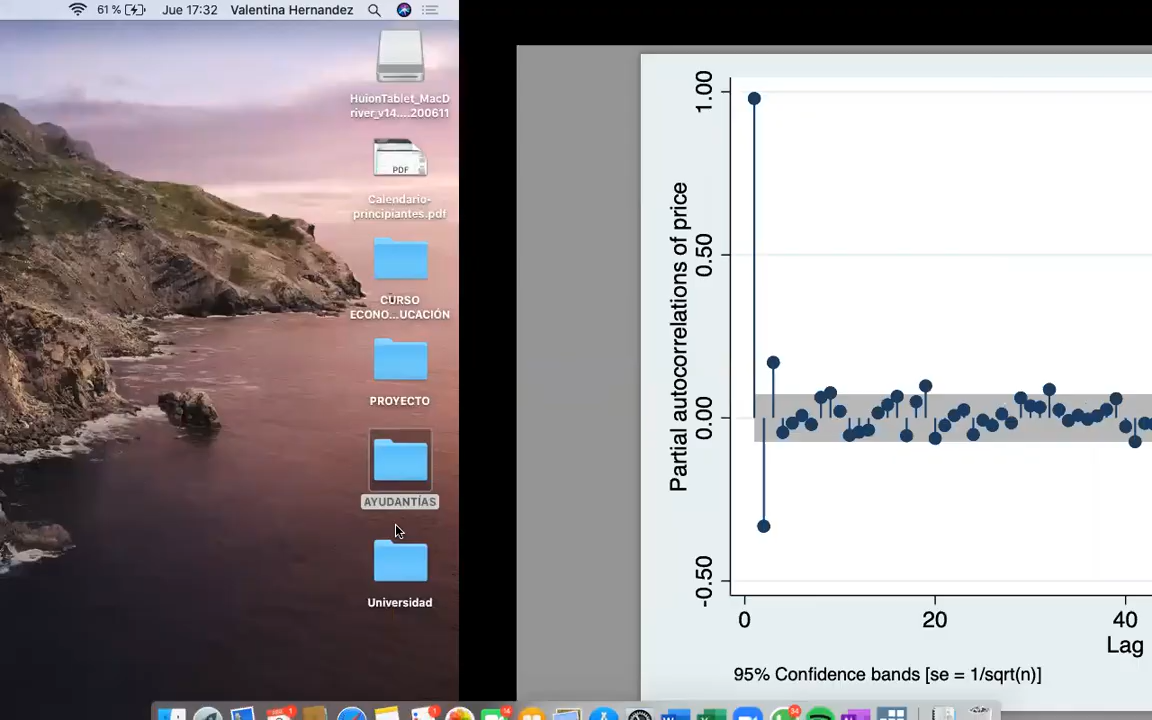 61 % Jue 17:32 Valentina Hernandez
HuionTablet_MacD
river_v14....200611
PDF
Calendario-
principiantes.pdf
CURSO
ECONO...UCACIÓN
PROYECTO
AYUDANTÍAS
Universidad
Partial autocorrelations of price
1.00
0.50
0.00
-0.50
0 20 40
Lag
95% Confidence bands [se = 1/sqrt(n)]